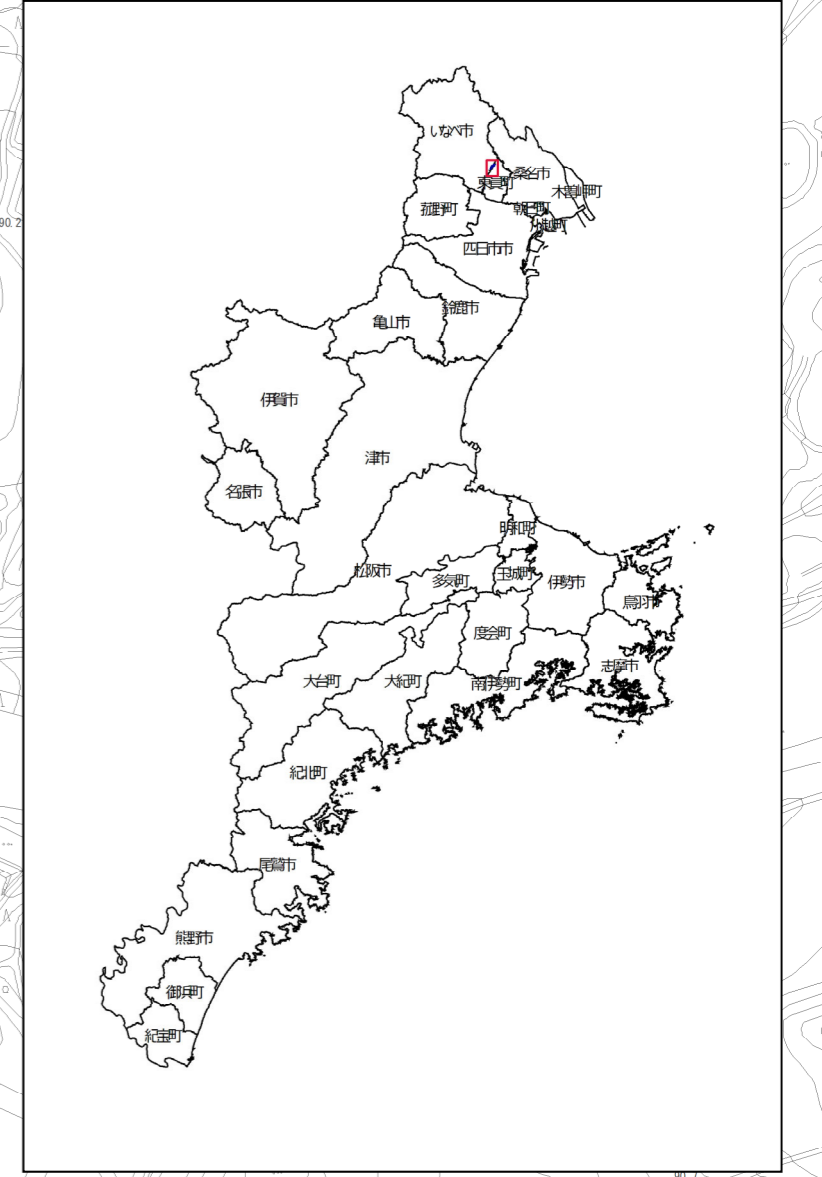 いなべ市
桑名市
東員町
木曽岬町
90.2
菰野町
朝日町
川越町
四日市市
鈴鹿市
亀山市
伊賀市
津市
名張市
明和町
松阪市
多気町
玉城町
伊勢市
鳥羽市
度会町
志摩市
大台町
大紀町
南伊勢町
紀北町
尾鷲市
熊野市
御浜町
紀宝町